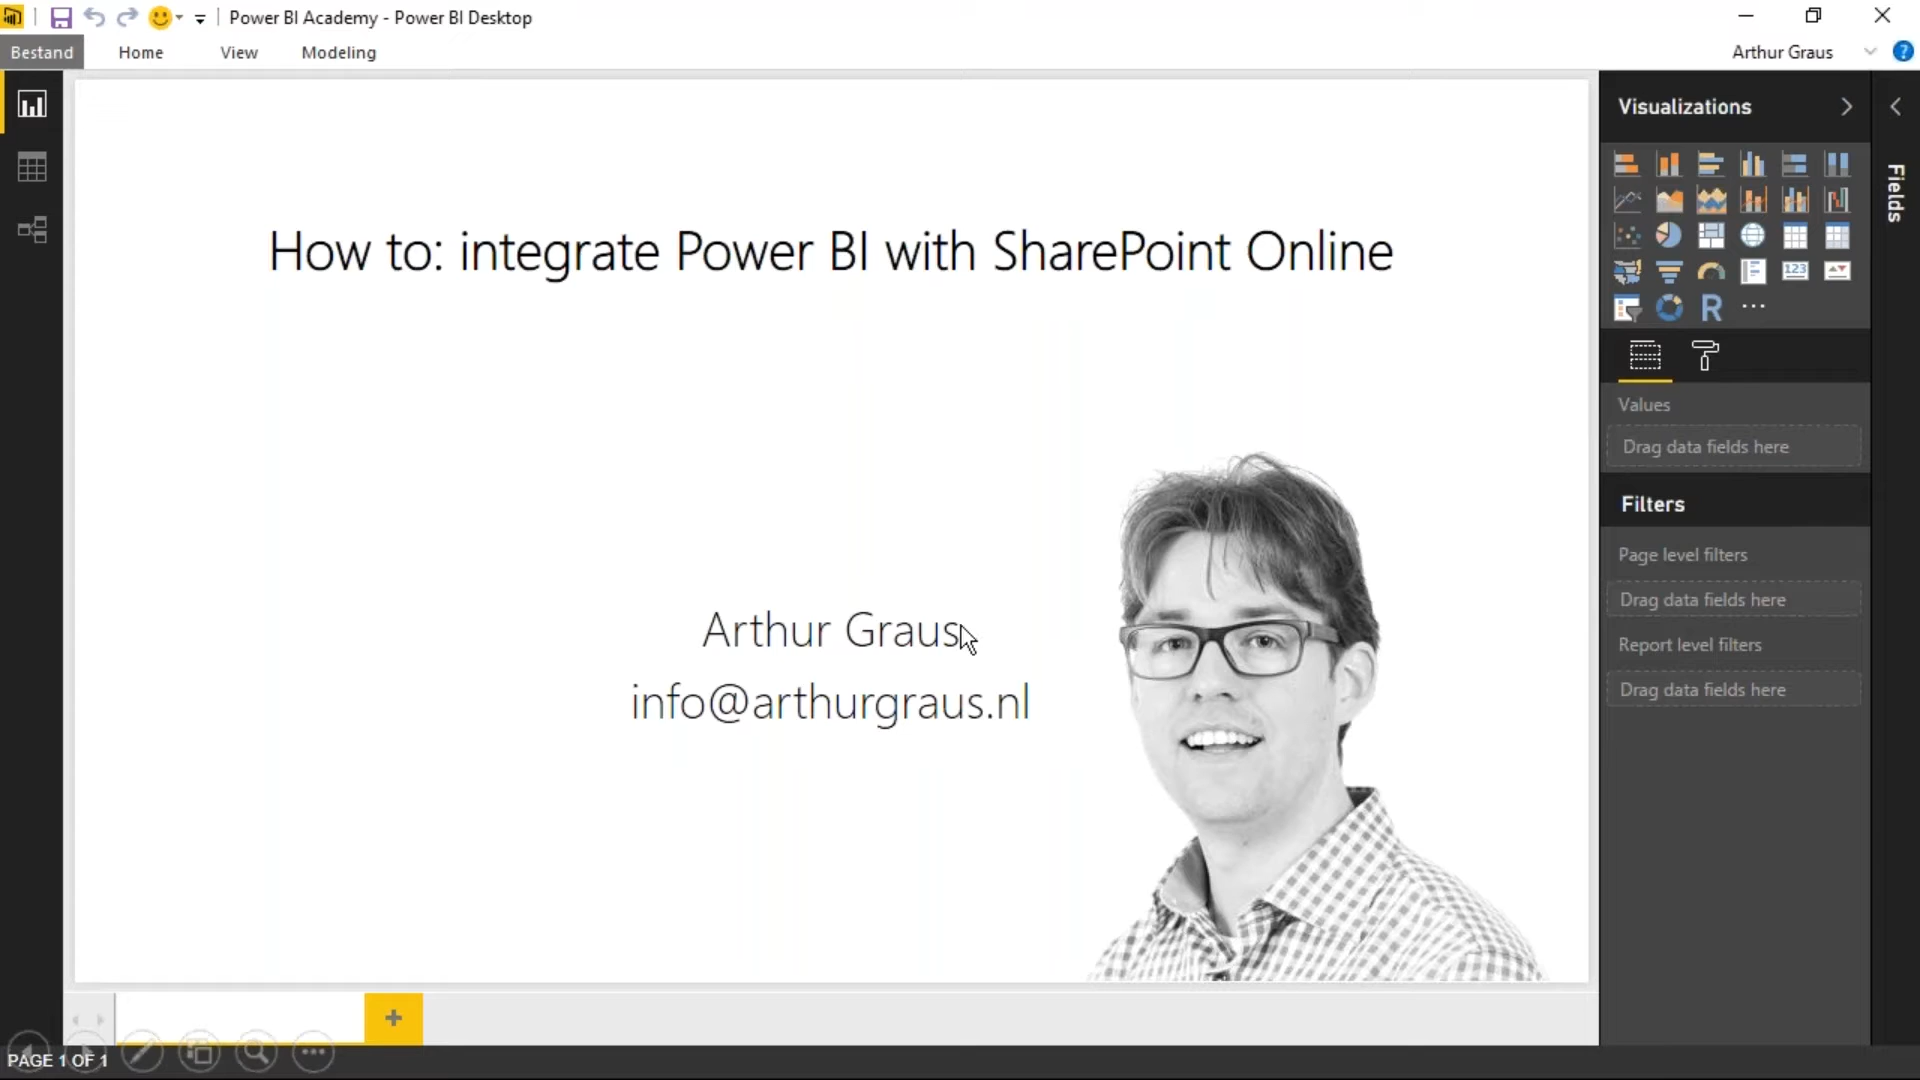 Power BI Academy - Power BI Desktop
Bestand Home View Modeling Arthur Graus ?
Visualizations
Fields
How to: integrate Power BI with SharePoint Online
123
R ...
Values
Drag data fields here
Filters
Page level filters
Drag data fields here
Report level filters
Drag data fields here
Arthur Graus
info@arthurgraus.nl
+
PAGE 1 OF 1